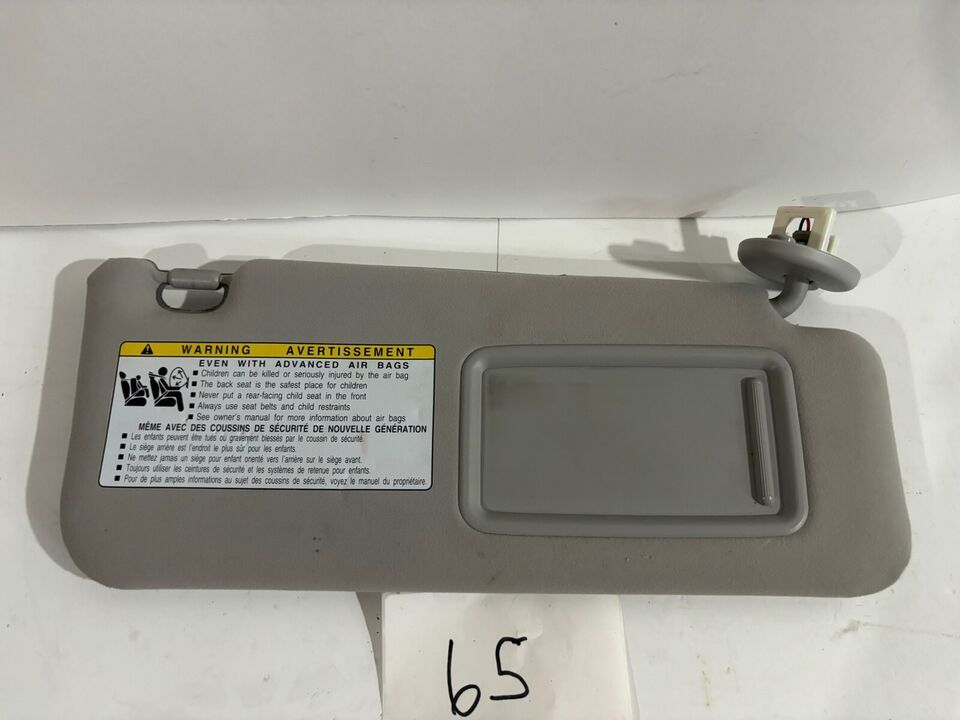 WARNING AVERTISSEMENT
EVEN WITH ADVANCED AIR BAGS
■ Children can be killed or seriously injured by the air bag
■ The back seat is the safest place for children
■ Never put a rear-facing child seat in the front
■ Always use seat belts and child restraints
■ See owner's manual for more information about air bags
MÊME AVEC DES COUSSINS DE SÉCURITÉ DE NOUVELLE GÉNÉRATION
■ Les enfants peuvent être tués où gravement blessés par le coussin de sécurité.
■ Le siège arrière est l'endroit le plus sûr pour les enfants.
■ Ne mettez jamais un siège pour enfant orienté vers l'arrière sur le siège avant.
■ Toujours utiliser les ceintures de sécurité et les systèmes de retenue pour enfants.
■ Pour de plus amples informations au sujet des coussins de sécurité, voyez le manuel du propriétaire.
65